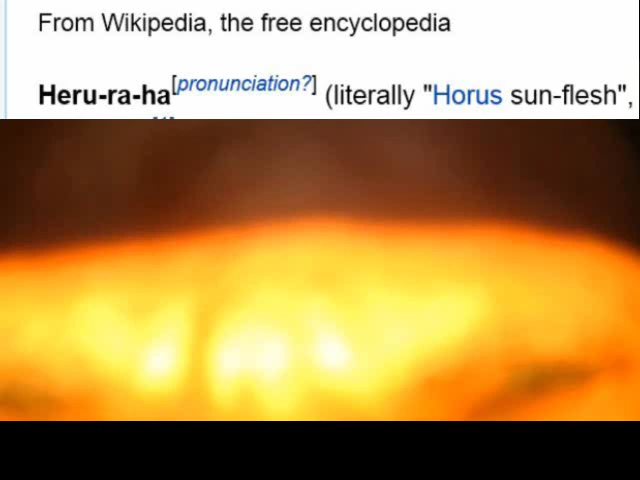 From Wikipedia, the free encyclopedia
Heru-ra-ha[pronunciation?] (literally "Horus sun-flesh",